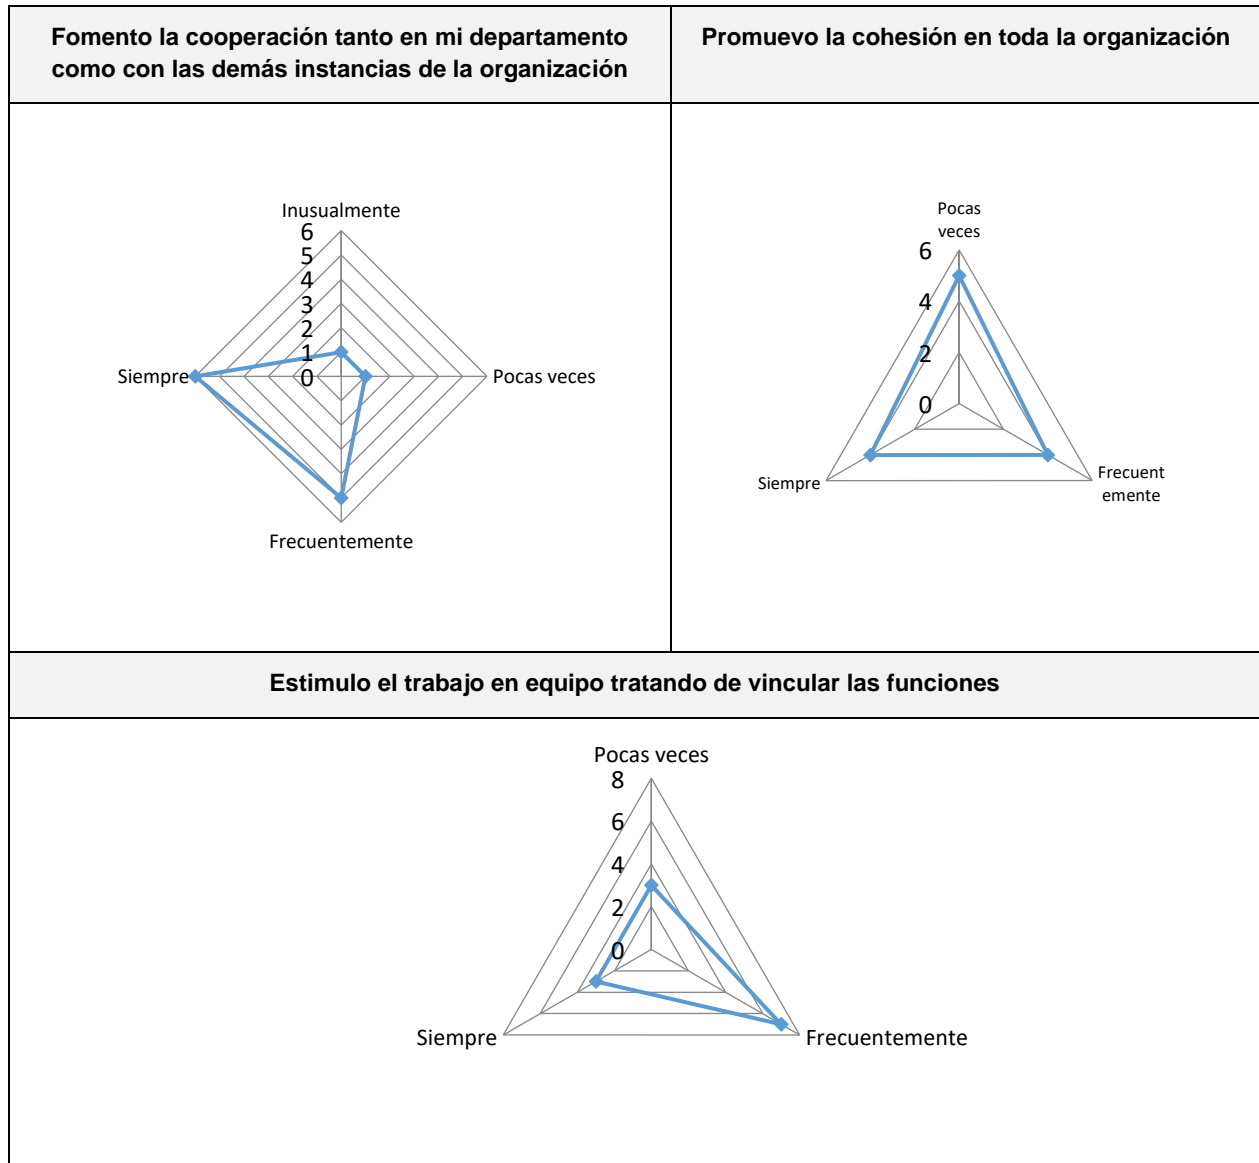 Fomento la cooperación tanto en mi departamento
como con las demás instancias de la organización
Promuevo la cohesión en toda la organización
Inusualmente
6
5
4
3
2
1
0
Siempre
Pocas veces
Frecuentemente
Pocas
veces
6
4
2
0
Siempre
Frecuent
emente
Estimulo el trabajo en equipo tratando de vincular las funciones
Pocas veces
8
6
4
2
0
Siempre
Frecuentemente